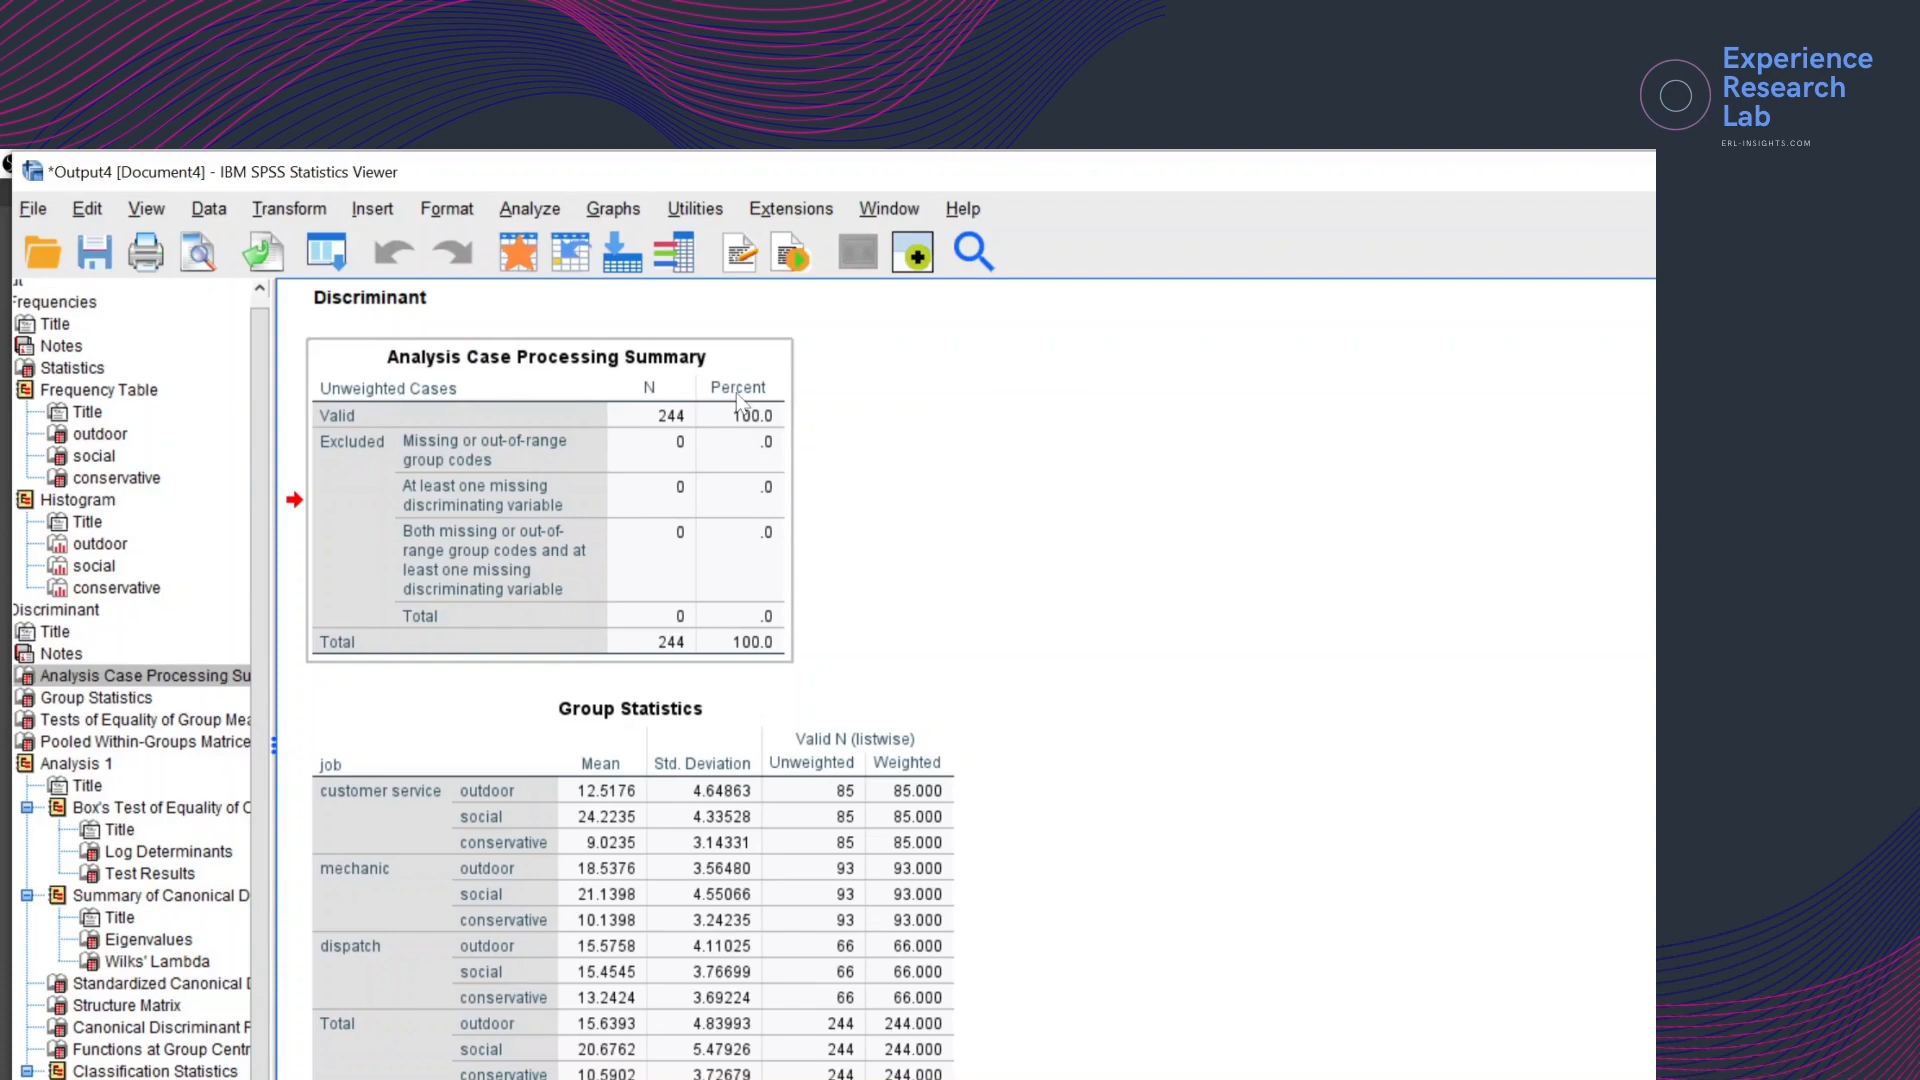 Experience
Research
Lab
ERL-INSIGHTS.COM
*Output4 [Document4] - IBM SPSS Statistics Viewer
File Edit View Data Transform Insert Format Analyze Graphs Utilities Extensions Window Help
Frequencies
Title
Notes
Statistics
Frequency Table
Title
outdoor
social
conservative
Histogram
Title
outdoor
social
conservative
Discriminant
Title
Notes
Analysis Case Processing Su
Group Statistics
Tests of Equality of Group Mea
Pooled Within-Groups Matrice
Analysis 1
Title
Box's Test of Equality of C
Title
Log Determinants
Test Results
Summary of Canonical D
Title
Eigenvalues
Wilks' Lambda
Standardized Canonical D
Structure Matrix
Canonical Discriminant F
Functions at Group Centr
Classification Statistics
Discriminant
Analysis Case Processing Summary
Unweighted Cases N Percent
Valid 244 100.0
Excluded Missing or out-of-range group codes 0 .0
At least one missing discriminating variable 0 .0
Both missing or out-of-
range group codes and at
least one missing
discriminating variable 0 .0
Total 0 .0
Total 244 100.0
Group Statistics
Valid N (listwise)
job Mean Std. Deviation Unweighted Weighted
customer service outdoor 12.5176 4.64863 85 85.000
social 24.2235 4.33528 85 85.000
conservative 9.0235 3.14331 85 85.000
mechanic outdoor 18.5376 3.56480 93 93.000
social 21.1398 4.55066 93 93.000
conservative 10.1398 3.24235 93 93.000
dispatch outdoor 15.5758 4.11025 66 66.000
social 15.4545 3.76699 66 66.000
conservative 13.2424 3.69224 66 66.000
Total outdoor 15.6393 4.83993 244 244.000
social 20.6762 5.47926 244 244.000
conservative 10.5902 3.72679 244 244.000